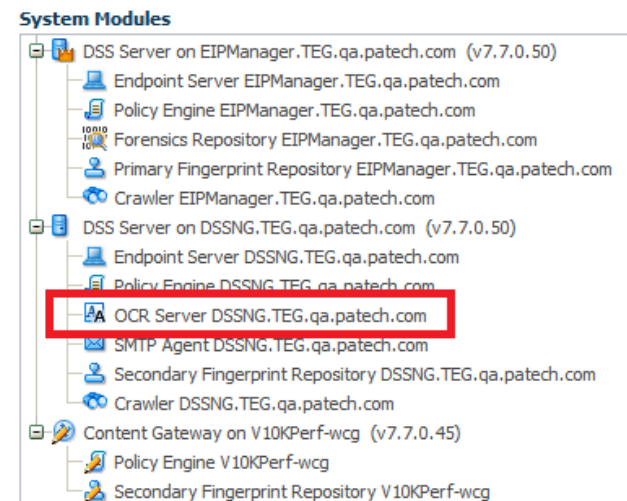 System Modules
DSS Server on EIPManager.TEG.qa.patech.com (v7.7.0.50)
Endpoint Server EIPManager.TEG.qa.patech.com
Policy Engine EIPManager.TEG.qa.patech.com
Forensics Repository EIPManager.TEG.qa.patech.com
Primary Fingerprint Repository EIPManager.TEG.qa.patech.com
Crawler EIPManager.TEG.qa.patech.com
DSS Server on DSSNG.TEG.qa.patech.com (v7.7.0.50)
Endpoint Server DSSNG.TEG.qa.patech.com
Policy Engine DSSNG.TEG.qa.patech.com
OCR Server DSSNG.TEG.qa.patech.com
SMTP Agent DSSNG.TEG.qa.patech.com
Secondary Fingerprint Repository DSSNG.TEG.qa.patech.com
Crawler DSSNG.TEG.qa.patech.com
Content Gateway on V10KPerf-wcg (v7.7.0.45)
Policy Engine V10KPerf-wcg
Secondary Fingerprint Repository V10KPerf-wcg